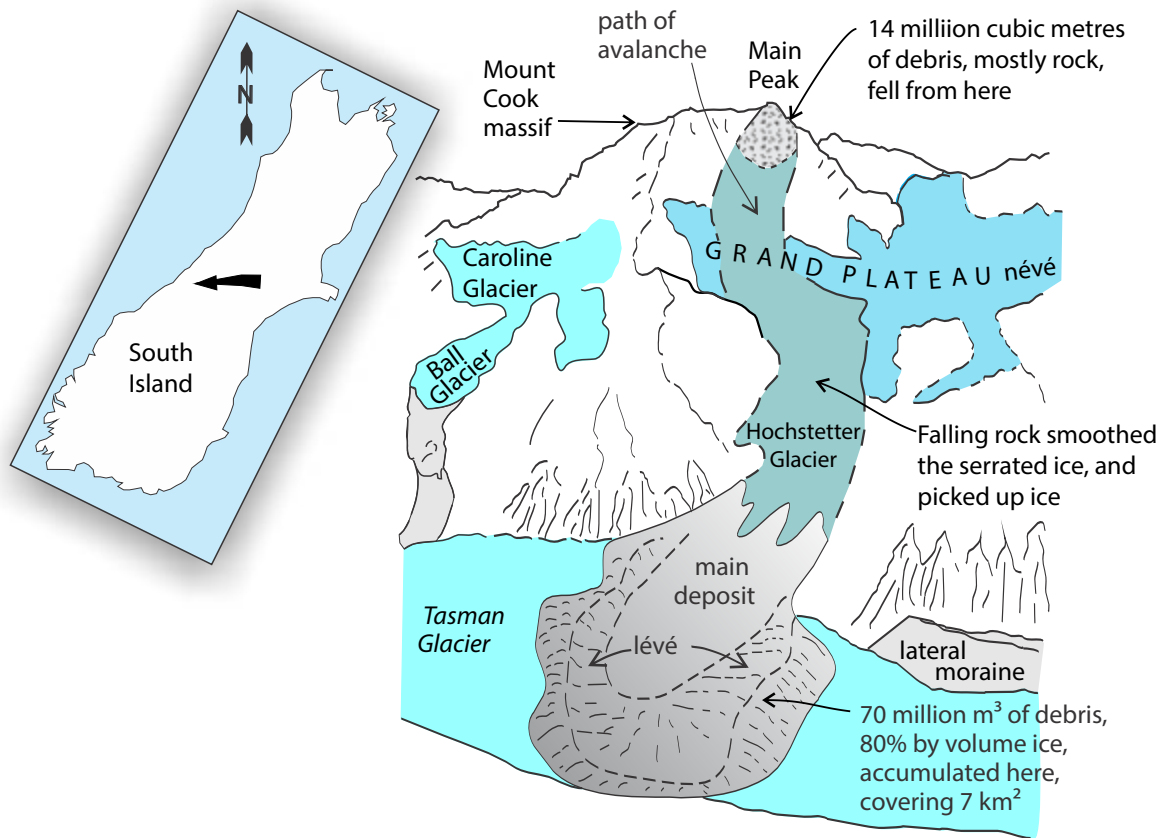 N
South
Island
path of
avalanche
Main
Peak
14 milliion cubic metres
of debris, mostly rock,
fell from here
Mount
Cook
massif
Caroline
Glacier
GRAND PLATEAU névé
Ball
Glacier
Hochstetter
Glacier
Falling rock smoothed
the serrated ice, and
picked up ice
main
deposit
Tasman
Glacier
lévé
lateral
moraine
70 million m³ of debris,
80% by volume ice,
accumulated here,
covering 7 km²